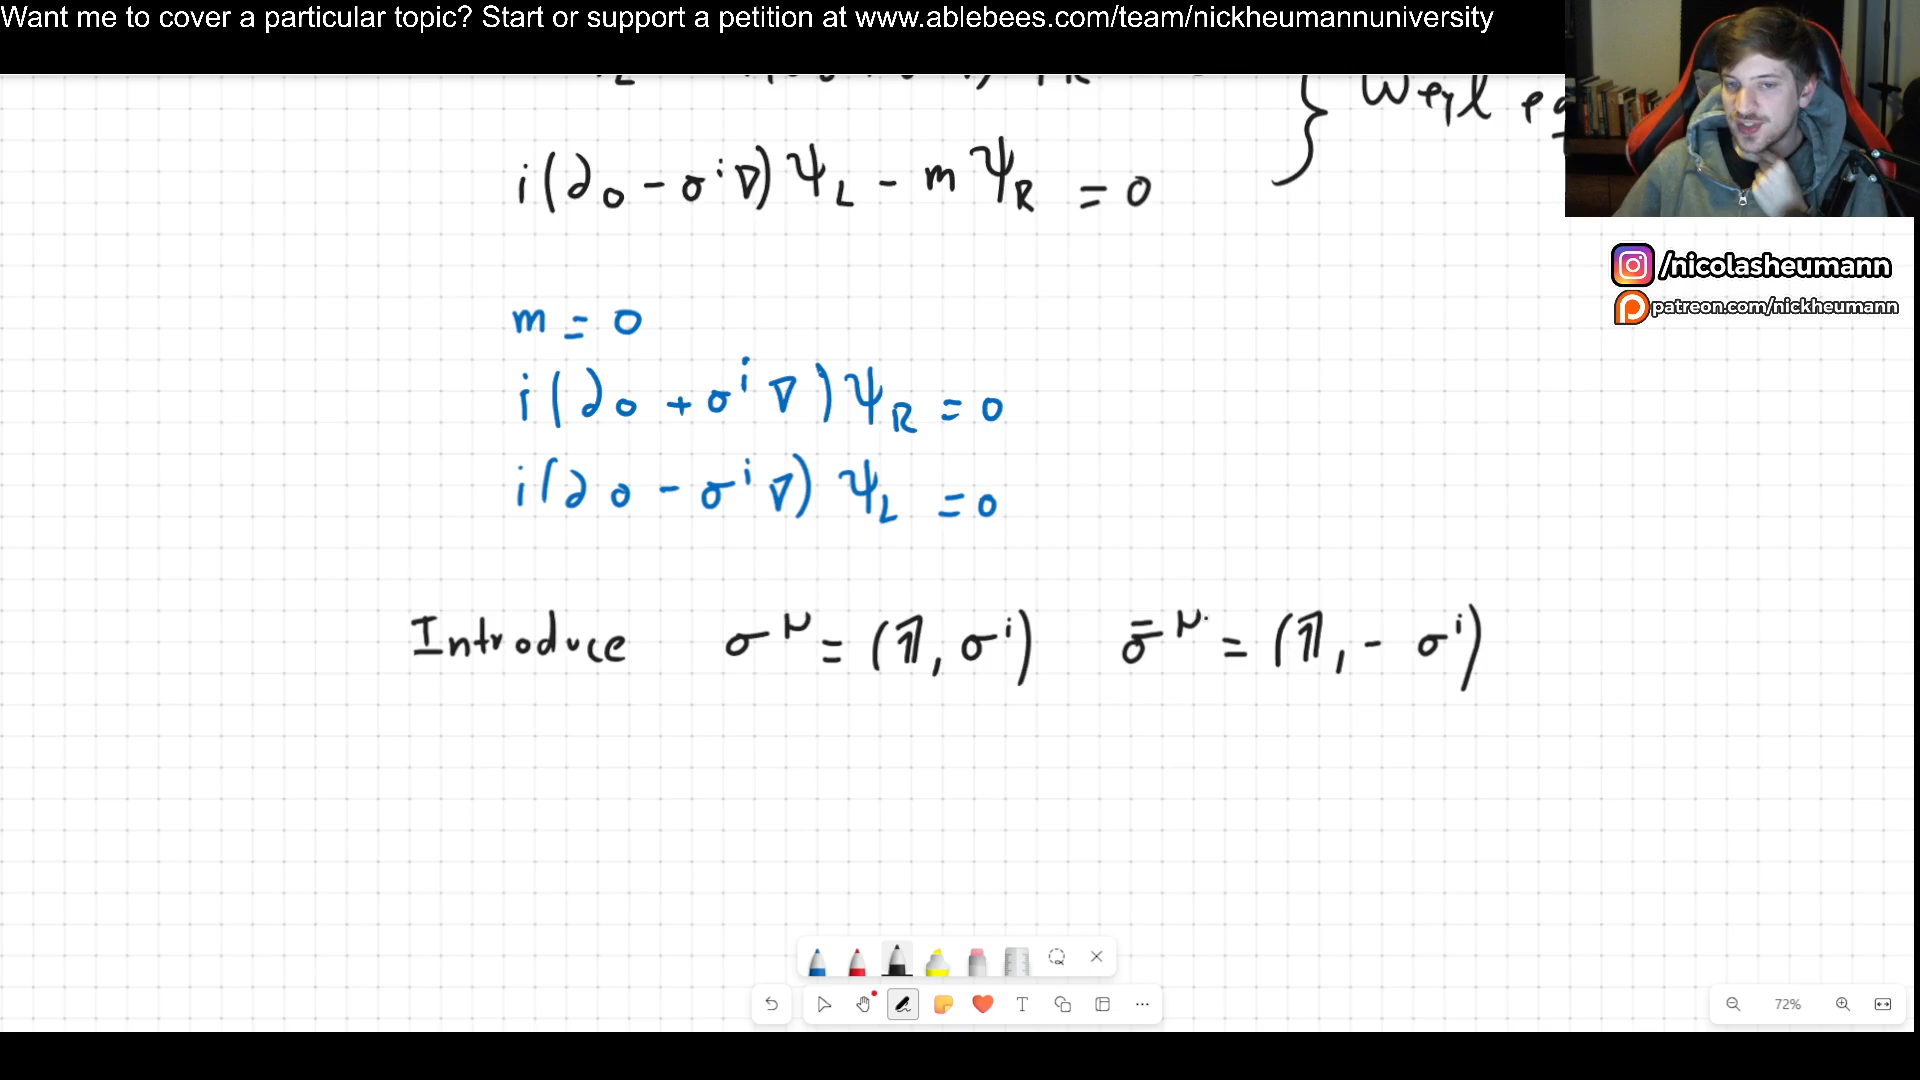 Want me to cover a particular topic? Start or support a petition at www.ablebees.com/team/nickheumannuniversity
} Weyl
i(∂₀ - σⁱ∇)Ψ_L - mΨ_R = 0
/nicolasheumann
patreon.com/nickheumann
m = 0
i(∂₀ + σⁱ∇)Ψ_R = 0
i(∂₀ - σⁱ∇)Ψ_L = 0
Introduce σ^μ = (𝟙, σⁱ) σ̄^μ = (𝟙, - σⁱ)
72%